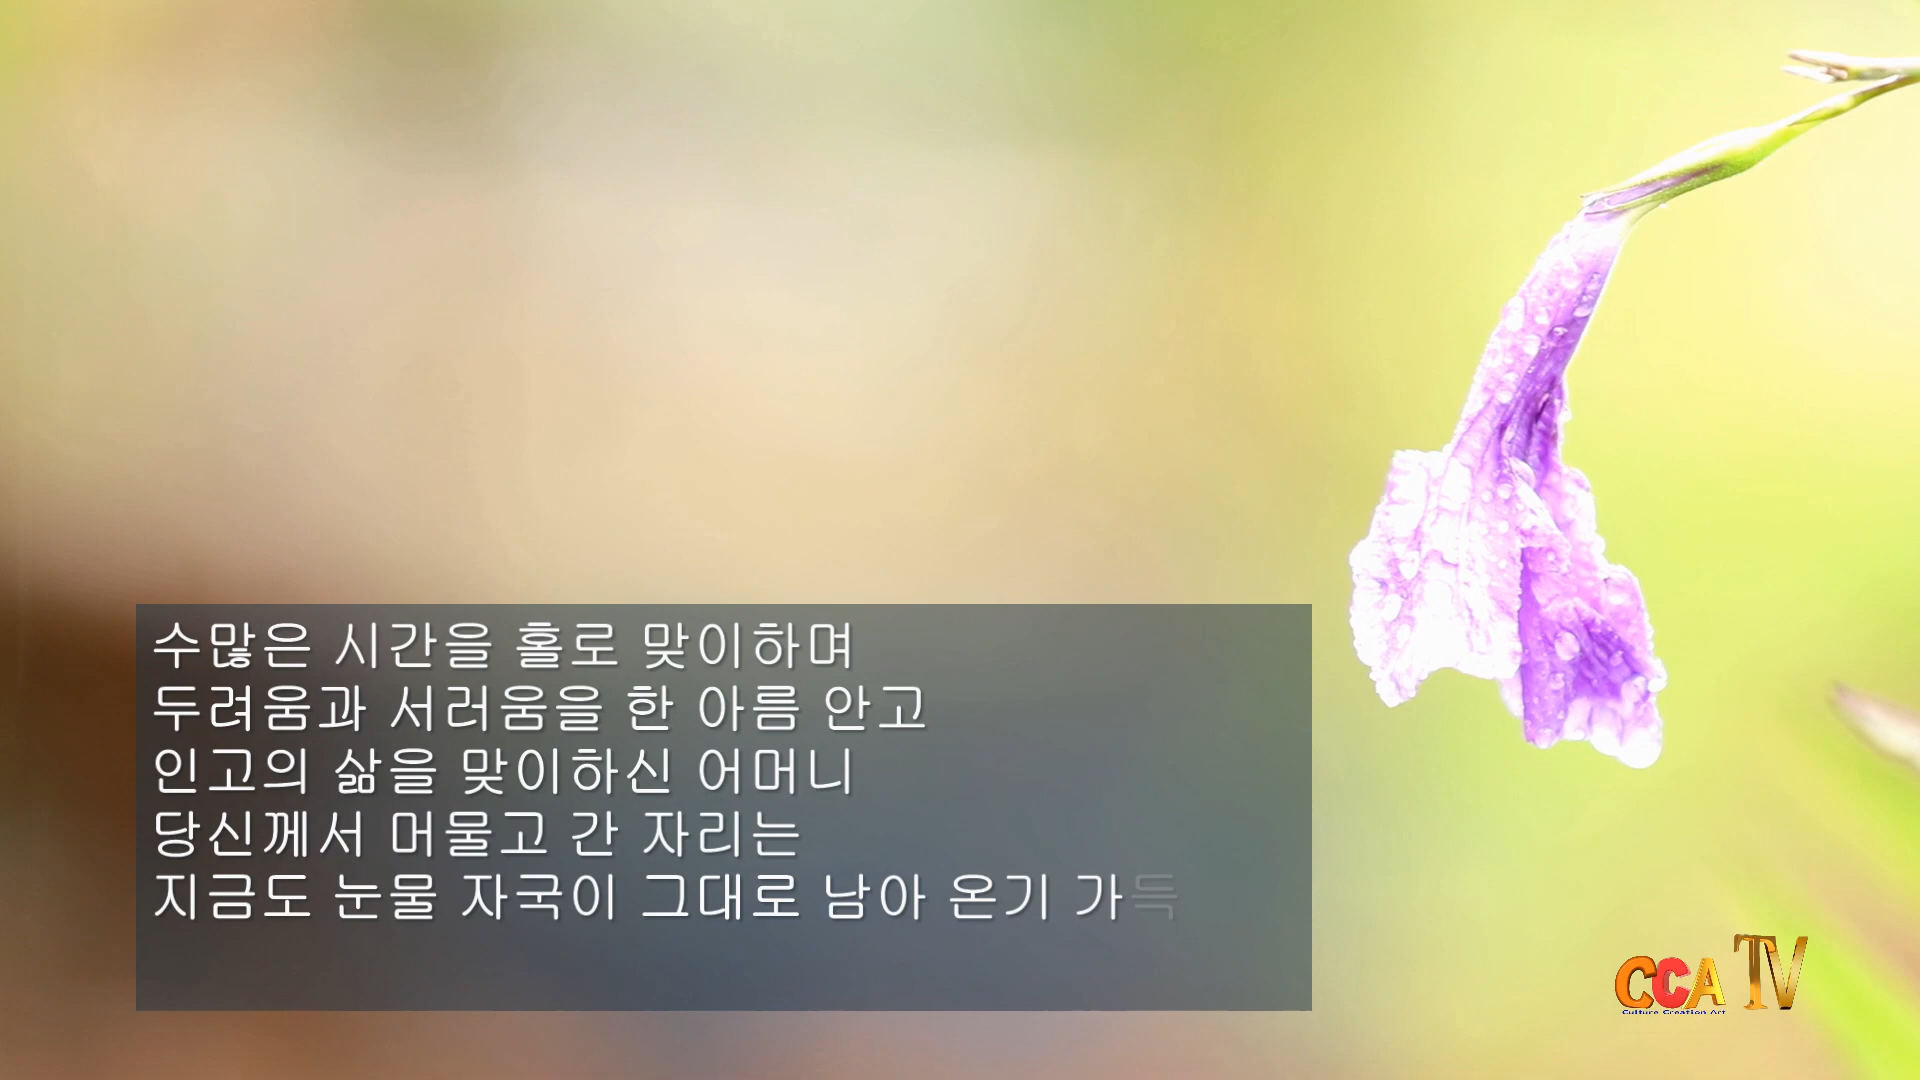 수많은 시간을 홀로 맞이하며
두려움과 서러움을 한 아름 안고
인고의 삶을 맞이하신 어머니
당신께서 머물고 간 자리는
지금도 눈물 자국이 그대로 남아 온기 가득
CCA TV
Culture Creation Art